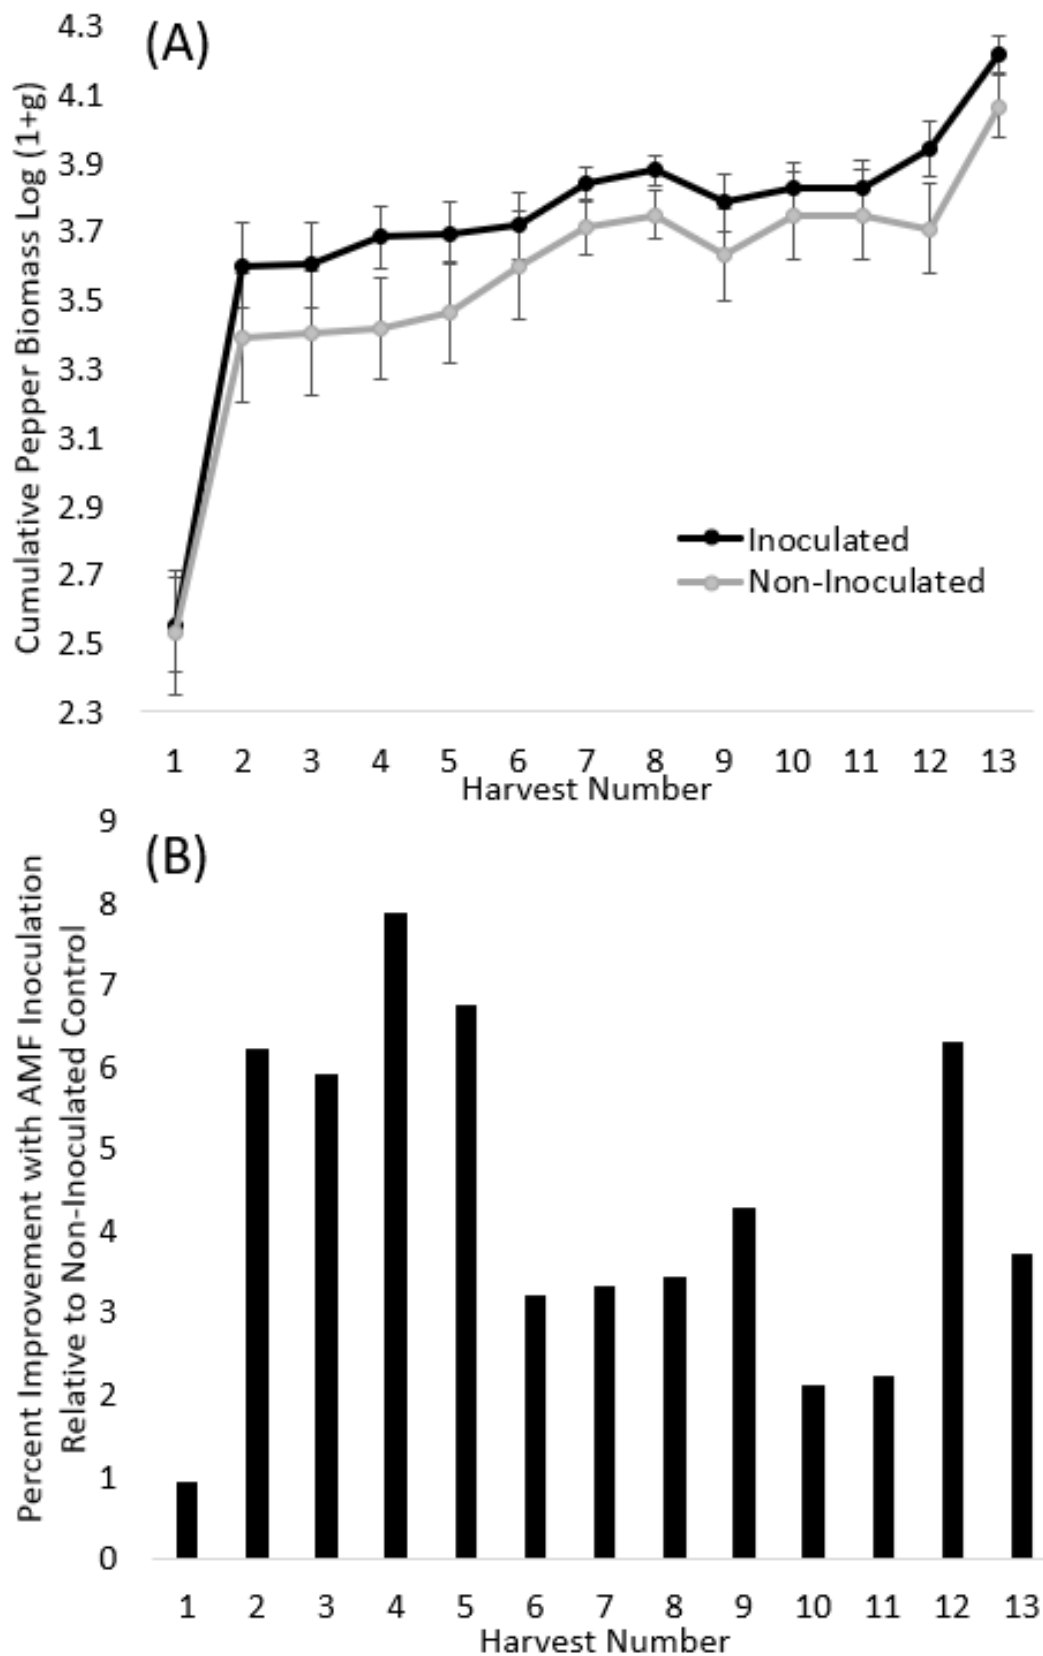 (A)
Cumulative Pepper Biomass Log (1+g)
4.3
4.1
3.9
3.7
3.5
3.3
3.1
2.9
2.7
2.5
2.3
Inoculated
Non-Inoculated
1 2 3 4 5 6 7 8 9 10 11 12 13
Harvest Number
(B)
Percent Improvement with AMF Inoculation
Relative to Non-Inoculated Control
9
8
7
6
5
4
3
2
1
0
1 2 3 4 5 6 7 8 9 10 11 12 13
Harvest Number